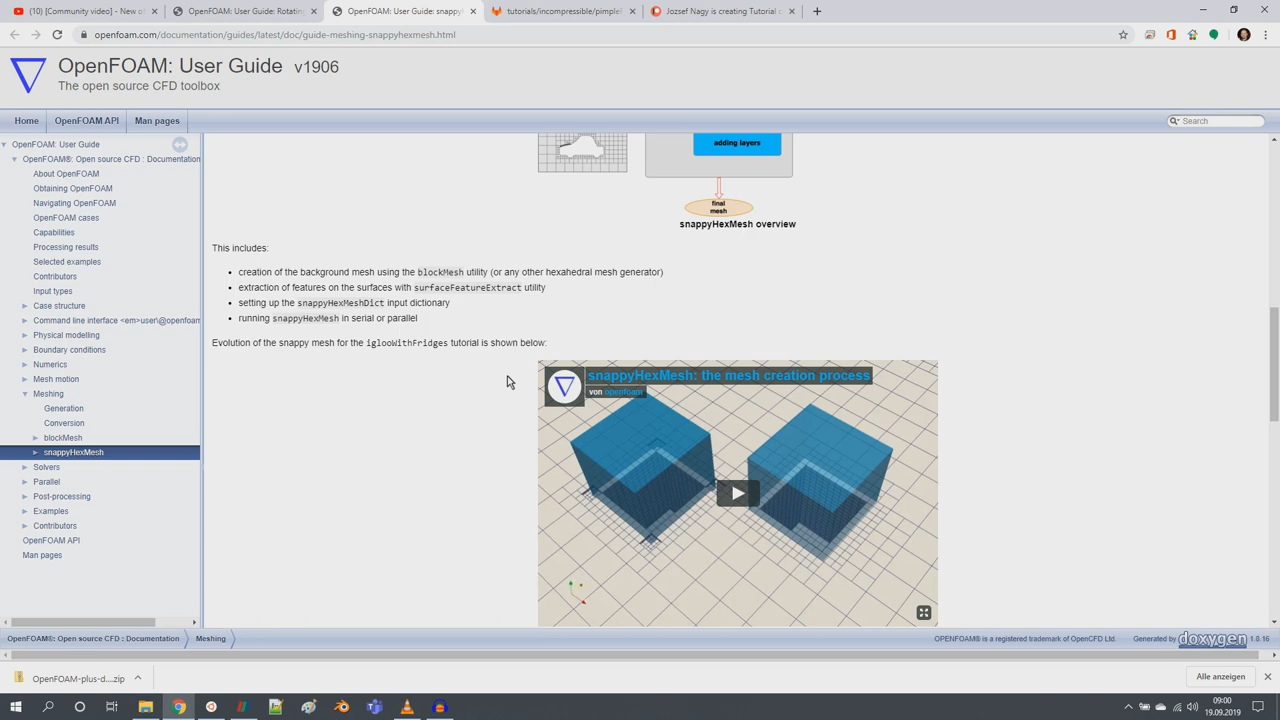 (10) [Community video] - New of
OpenFOAM: User Guide: Rotating
OpenFOAM: User Guide: snappyH
tutorials/incompressible/pimpleF
Jozsef Nagy is creating Tutorial c
openfoam.com/documentation/guides/latest/doc/guide-meshing-snappyhexmesh.html
OpenFOAM: User Guide v1906
The open source CFD toolbox
Home
OpenFOAM API
Man pages
Search
OpenFOAM: User Guide
OpenFOAM®: Open source CFD : Documentation
About OpenFOAM
Obtaining OpenFOAM
Navigating OpenFOAM
OpenFOAM cases
Capabilities
Processing results
Selected examples
Contributors
Input types
Case structure
Command line interface <em>user\@openfoam
Physical modelling
Boundary conditions
Numerics
Mesh motion
Meshing
Generation
Conversion
blockMesh
snappyHexMesh
Solvers
Parallel
Post-processing
Examples
Contributors
OpenFOAM API
Man pages
adding layers
final
mesh
snappyHexMesh overview
This includes:
• creation of the background mesh using the blockMesh utility (or any other hexahedral mesh generator)
• extraction of features on the surfaces with surfaceFeatureExtract utility
• setting up the snappyHexMeshDict input dictionary
• running snappyHexMesh in serial or parallel
Evolution of the snappy mesh for the iglooWithFridges tutorial is shown below:
snappyHexMesh: the mesh creation process
von openfoam
OpenFOAM®: Open source CFD : Documentation
Meshing
OPENFOAM® is a registered trademark of OpenCFD Ltd.
Generated by doxygen 1.8.16
OpenFOAM-plus-d....zip
Alle anzeigen
09:00
19.09.2019